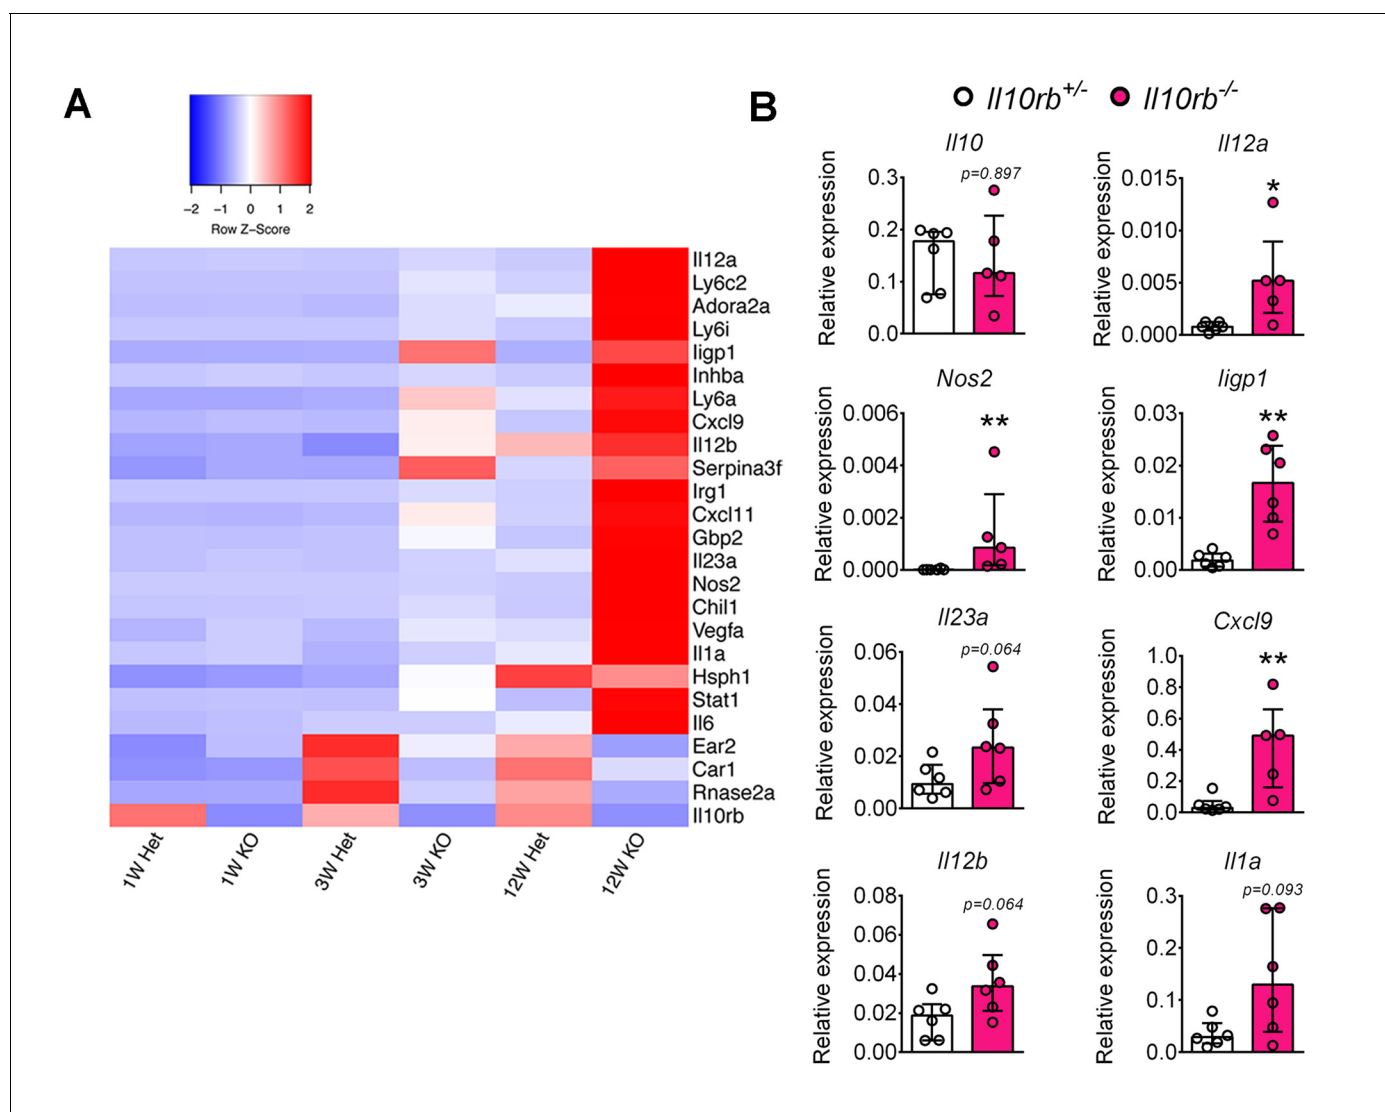 A
−2 −1 0 1 2
Row Z−Score
Il12a
Ly6c2
Adora2a
Ly6i
Iigp1
Inhba
Ly6a
Cxcl9
Il12b
Serpina3f
Irg1
Cxcl11
Gbp2
Il23a
Nos2
Chil1
Vegfa
Il1a
Hsph1
Stat1
Il6
Ear2
Car1
Rnase2a
Il10rb
1W Het
1W KO
3W Het
3W KO
12W Het
12W KO
B
Il10rb+/-
Il10rb-/-
Il10
p=0.897
Relative expression
0.3
0.2
0.1
0.0
Il12a
*
Relative expression
0.015
0.010
0.005
0.000
Nos2
**
Relative expression
0.006
0.004
0.002
0.000
Iigp1
**
Relative expression
0.03
0.02
0.01
0.00
Il23a
p=0.064
Relative expression
0.06
0.04
0.02
0.00
Cxcl9
**
Relative expression
1.0
0.8
0.6
0.4
0.2
0.0
Il12b
p=0.064
Relative expression
0.08
0.06
0.04
0.02
0.00
Il1a
p=0.093
Relative expression
0.3
0.2
0.1
0.0